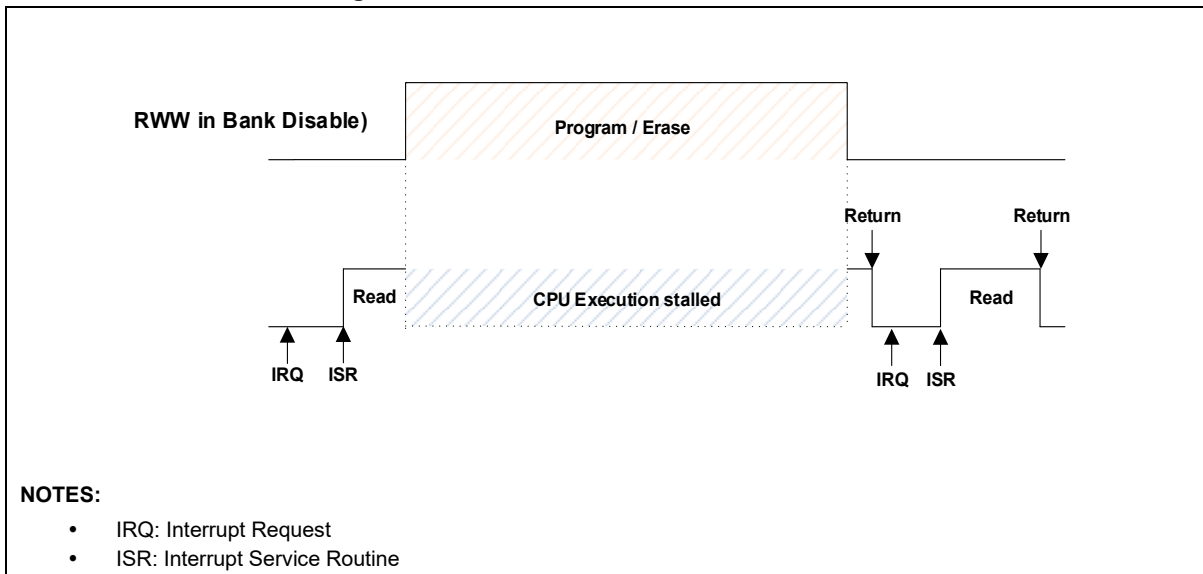 RWW in Bank Disable)
Program / Erase
Return
Return
Read
CPU Execution stalled
Read
IRQ
ISR
IRQ
ISR
NOTES:
• IRQ: Interrupt Request
• ISR: Interrupt Service Routine